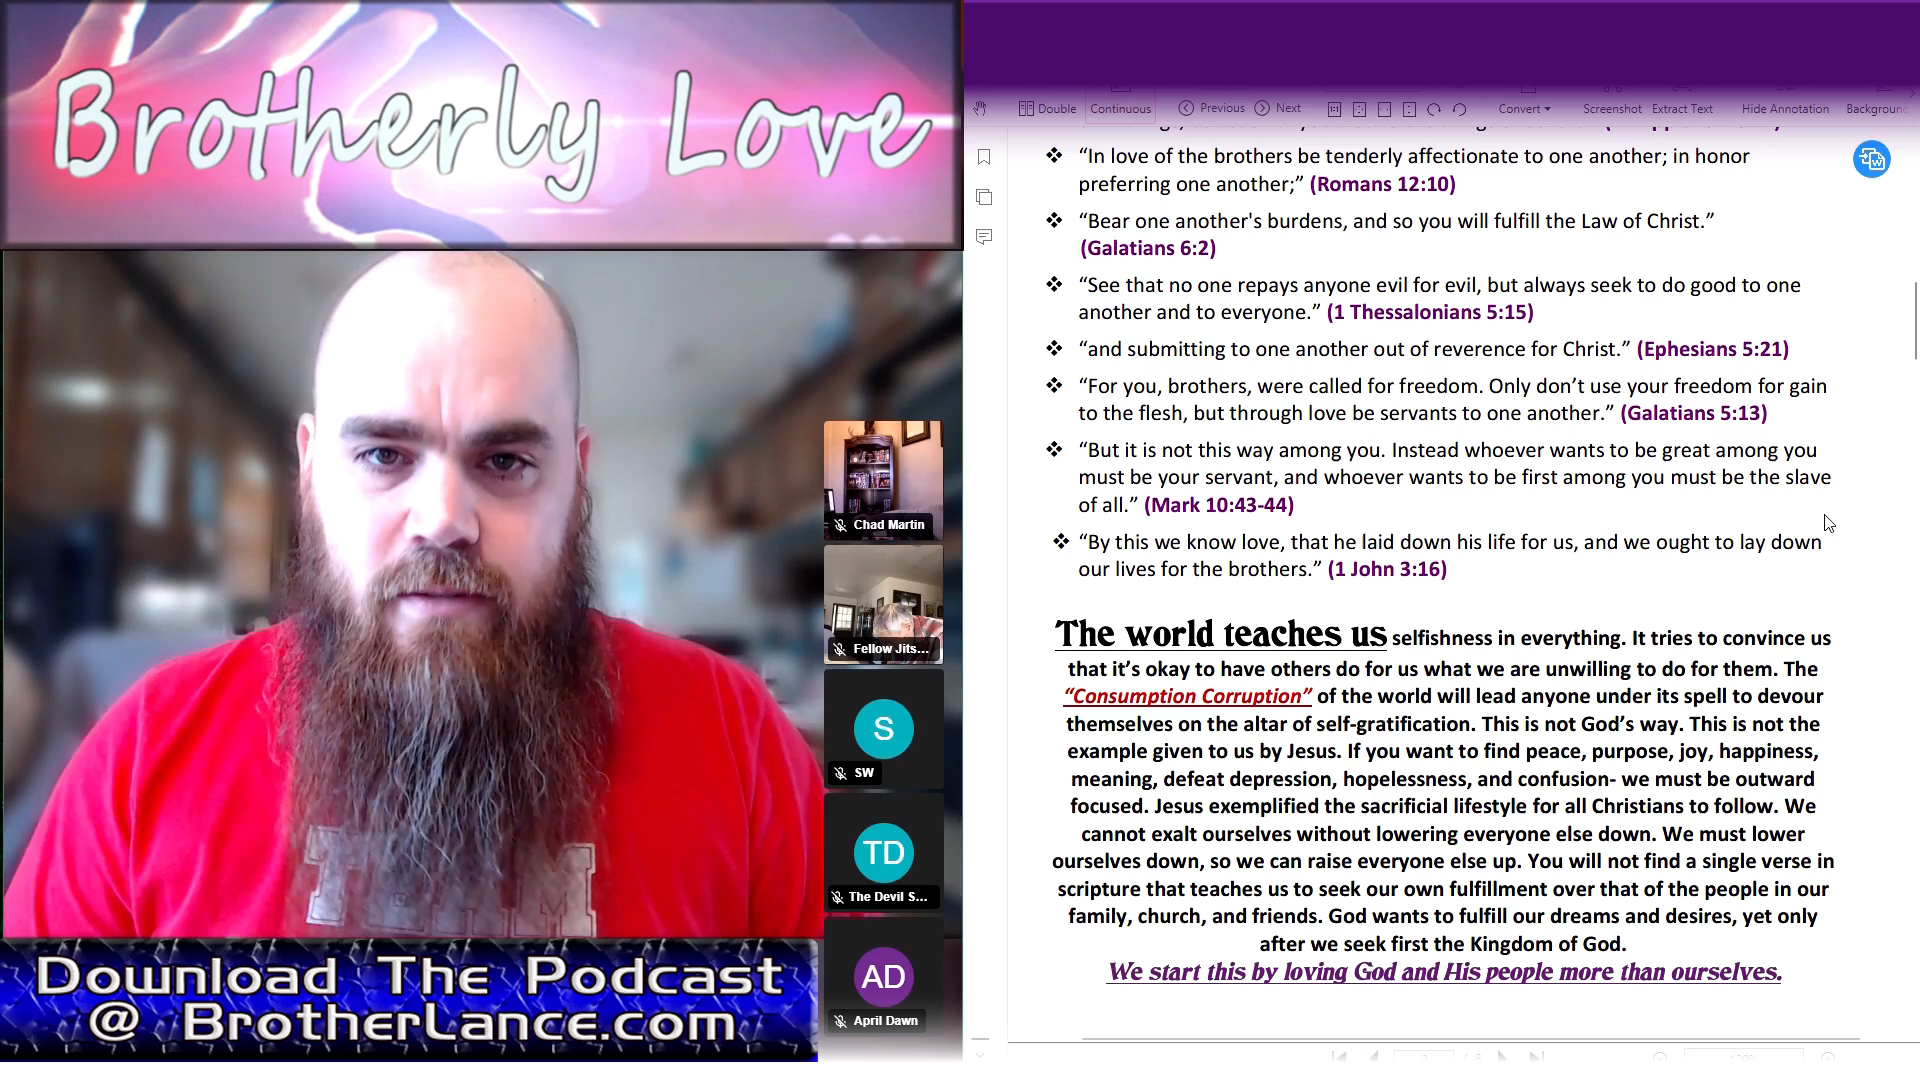 Brotherly Love
Double
Continuous
Previous
Next
Convert
Screenshot
Extract Text
Hide Annotation
Background
“In love of the brothers be tenderly affectionate to one another; in honor
preferring one another;” (Romans 12:10)
“Bear one another's burdens, and so you will fulfill the Law of Christ.”
(Galatians 6:2)
“See that no one repays anyone evil for evil, but always seek to do good to one
another and to everyone.” (1 Thessalonians 5:15)
“and submitting to one another out of reverence for Christ.” (Ephesians 5:21)
“For you, brothers, were called for freedom. Only don’t use your freedom for gain
to the flesh, but through love be servants to one another.” (Galatians 5:13)
“But it is not this way among you. Instead whoever wants to be great among you
must be your servant, and whoever wants to be first among you must be the slave
of all.” (Mark 10:43-44)
“By this we know love, that he laid down his life for us, and we ought to lay down
our lives for the brothers.” (1 John 3:16)
The world teaches us selfishness in everything. It tries to convince us
that it’s okay to have others do for us what we are unwilling to do for them. The
“Consumption Corruption” of the world will lead anyone under its spell to devour
themselves on the altar of self-gratification. This is not God’s way. This is not the
example given to us by Jesus. If you want to find peace, purpose, joy, happiness,
meaning, defeat depression, hopelessness, and confusion- we must be outward
focused. Jesus exemplified the sacrificial lifestyle for all Christians to follow. We
cannot exalt ourselves without lowering everyone else down. We must lower
ourselves down, so we can raise everyone else up. You will not find a single verse in
scripture that teaches us to seek our own fulfillment over that of the people in our
family, church, and friends. God wants to fulfill our dreams and desires, yet only
after we seek first the Kingdom of God.
We start this by loving God and His people more than ourselves.
Chad Martin
Fellow Jits...
S
SW
TD
The Devil S...
AD
April Dawn
Download The Podcast
@ BrotherLance.com